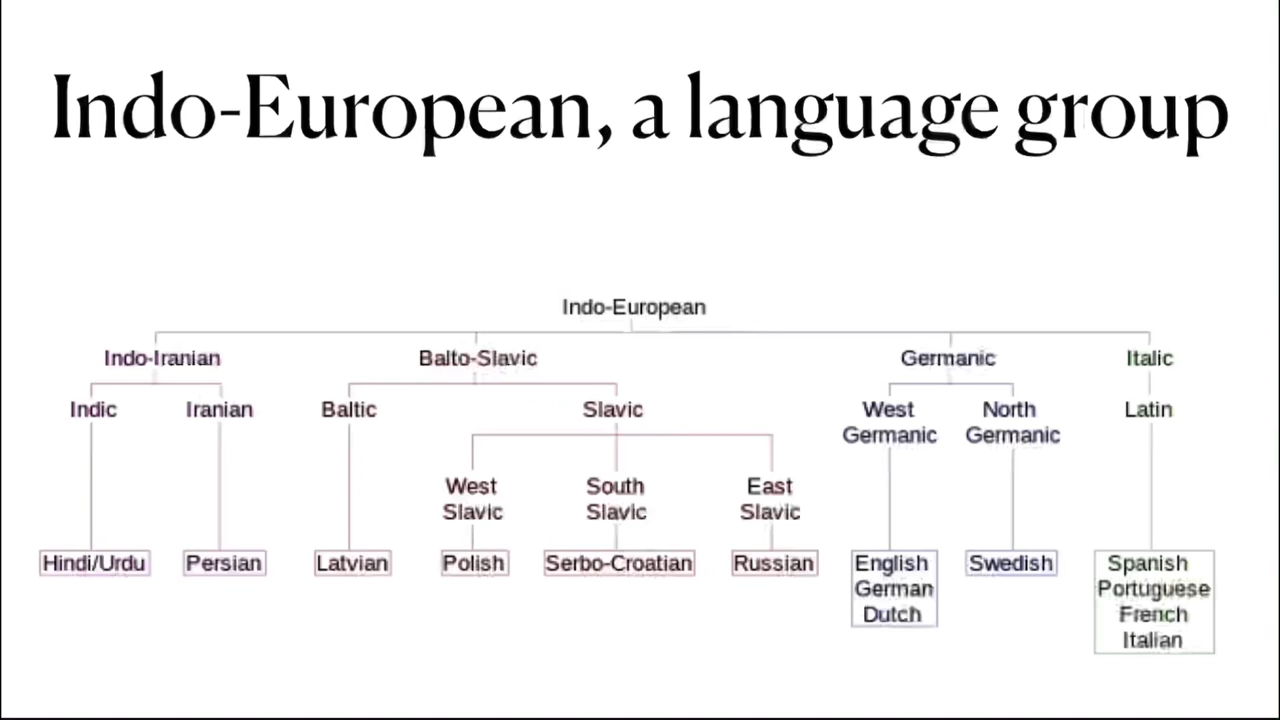 Indo-European, a language group
Indo-European
Indo-Iranian Balto-Slavic Germanic Italic
Indic Iranian Baltic Slavic West North Latin
Germanic Germanic
West South East
Slavic Slavic Slavic
Hindi/Urdu Persian Latvian Polish Serbo-Croatian Russian English Swedish Spanish
German Portuguese
Dutch French
Italian